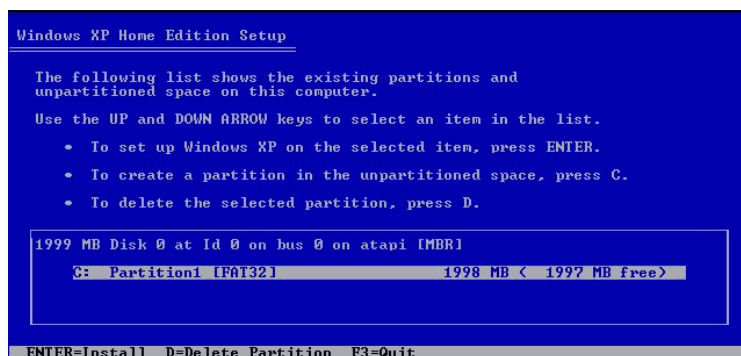 Windows XP Home Edition Setup
The following list shows the existing partitions and
unpartitioned space on this computer.
Use the UP and DOWN ARROW keys to select an item in the list.
• To set up Windows XP on the selected item, press ENTER.
• To create a partition in the unpartitioned space, press C.
• To delete the selected partition, press D.
1999 MB Disk 0 at Id 0 on bus 0 on atapi [MBR]
C: Partition1 [FAT32] 1998 MB ( 1997 MB free)
ENTER=Install D=Delete Partition F3=Quit